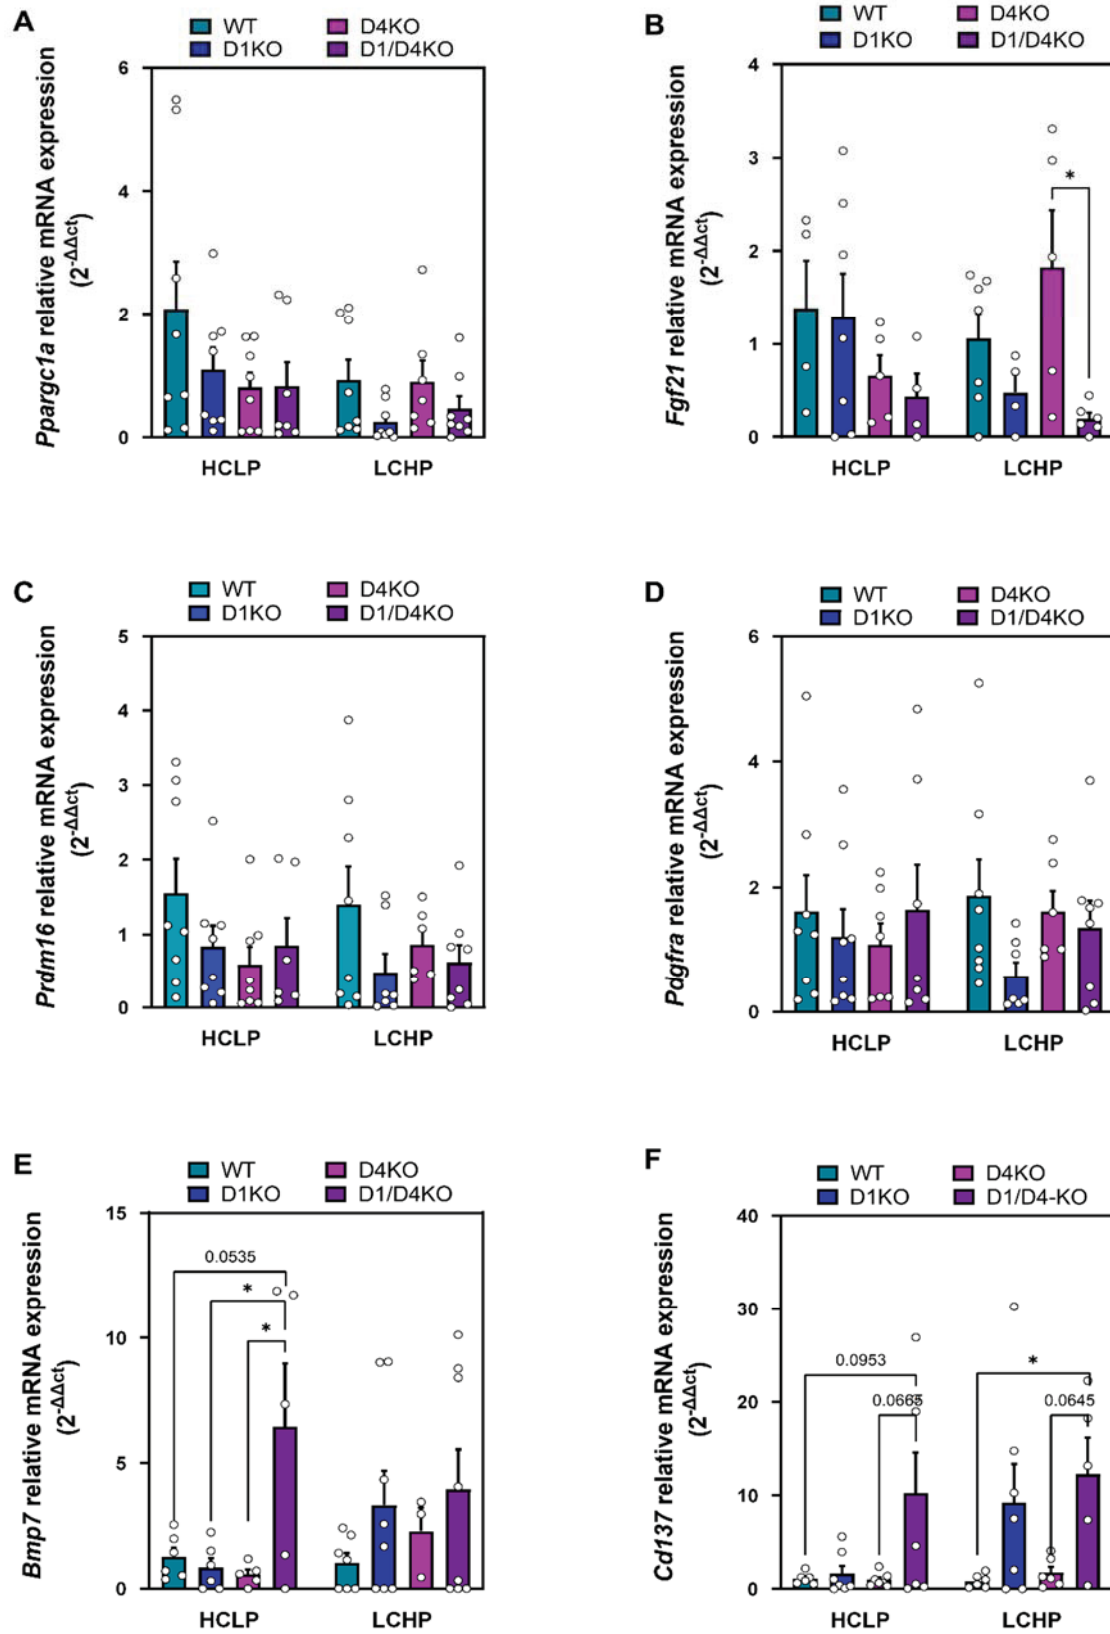 A
WT
D4KO
D1KO
D1/D4KO
Ppargc1a relative mRNA expression
(2^-ΔΔct)
6
4
2
0
HCLP
LCHP
B
WT
D4KO
D1KO
D1/D4KO
Fgf21 relative mRNA expression
(2^-ΔΔct)
4
3
2
1
0
*
HCLP
LCHP
C
WT
D4KO
D1KO
D1/D4KO
Prdm16 relative mRNA expression
(2^-ΔΔct)
5
4
3
2
1
0
HCLP
LCHP
D
WT
D4KO
D1KO
D1/D4KO
Pdgfra relative mRNA expression
(2^-ΔΔct)
6
4
2
0
HCLP
LCHP
E
WT
D4KO
D1KO
D1/D4KO
Bmp7 relative mRNA expression
(2^-ΔΔct)
15
10
5
0
0.0535
*
*
HCLP
LCHP
F
WT
D4KO
D1KO
D1/D4-KO
Cd137 relative mRNA expression
(2^-ΔΔct)
40
30
20
10
0
0.0953
0.0665
*
0.0645
HCLP
LCHP